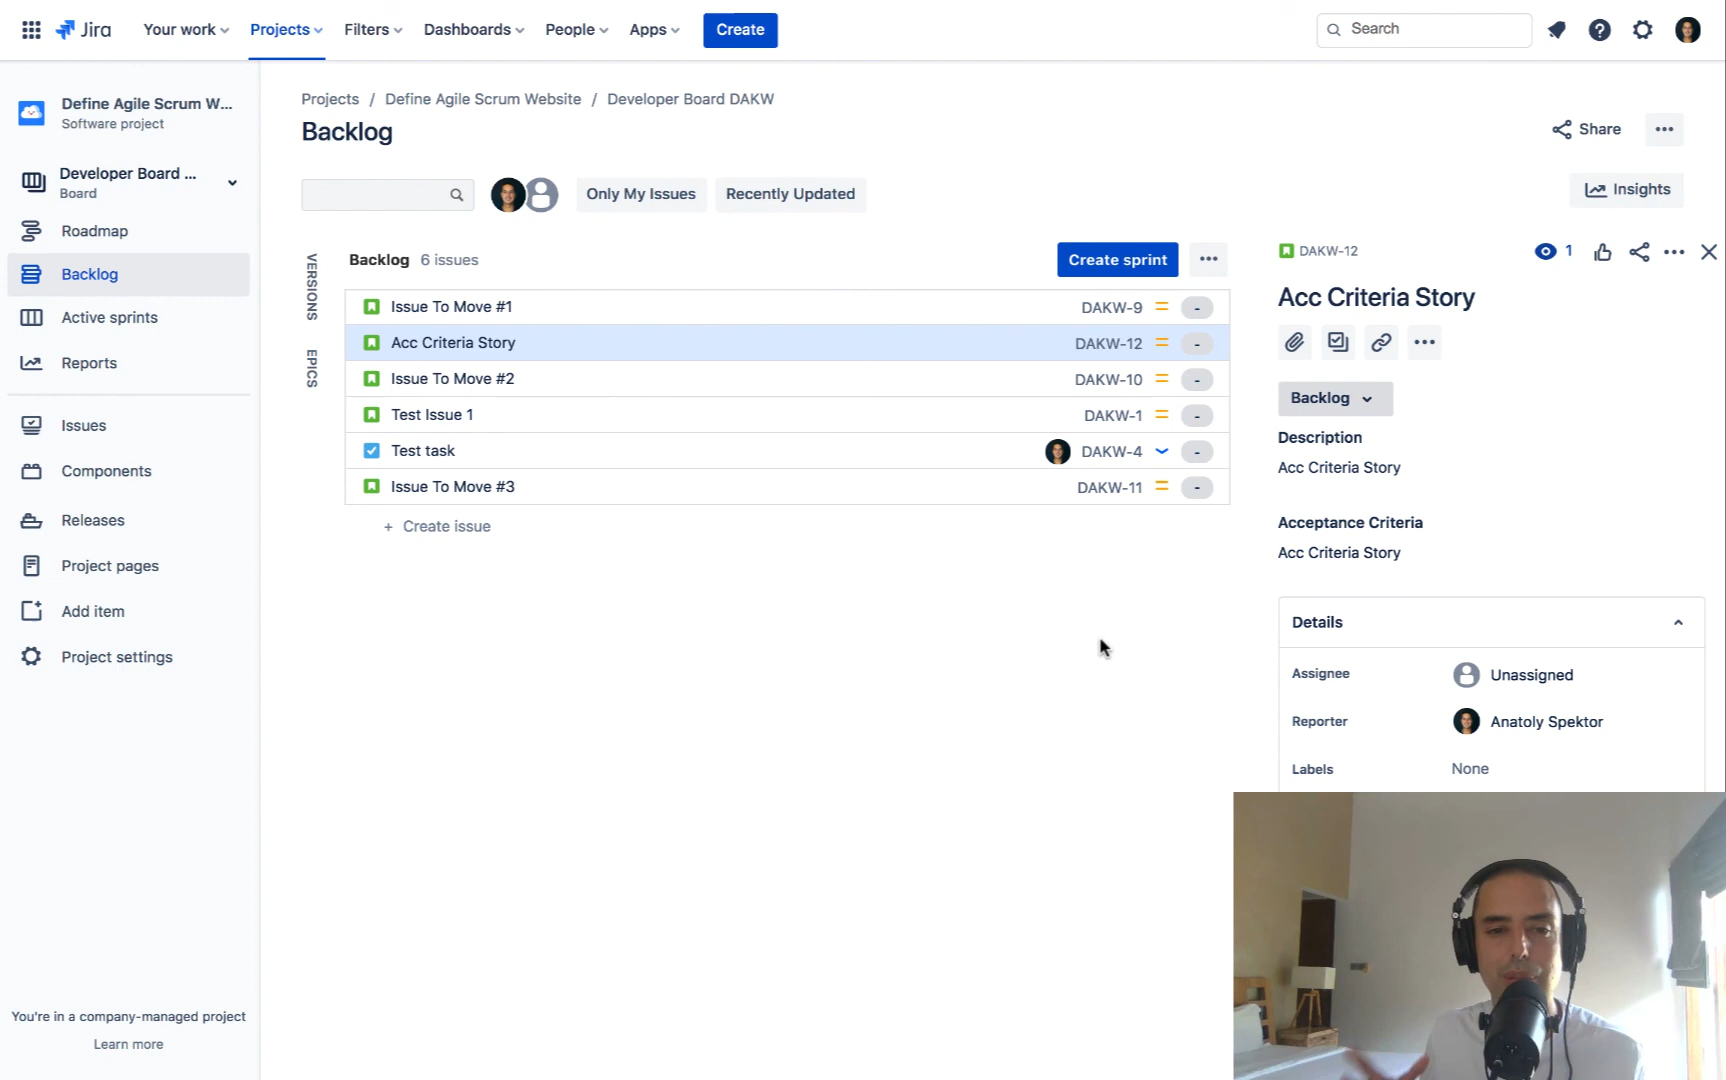 Jira
Your work
Projects
Filters
Dashboards
People
Apps
Create
Search
Define Agile Scrum W...
Software project
Developer Board ...
Board
Roadmap
Backlog
Active sprints
Reports
Issues
Components
Releases
Project pages
Add item
Project settings
You're in a company-managed project
Learn more
Projects / Define Agile Scrum Website / Developer Board DAKW
Backlog
Share
Only My Issues
Recently Updated
Insights
VERSIONS
EPICS
Backlog 6 issues
Create sprint
Issue To Move #1 DAKW-9 -
Acc Criteria Story DAKW-12 -
Issue To Move #2 DAKW-10 -
Test Issue 1 DAKW-1 -
Test task DAKW-4 -
Issue To Move #3 DAKW-11 -
+ Create issue
DAKW-12
1
Acc Criteria Story
Backlog
Description
Acc Criteria Story
Acceptance Criteria
Acc Criteria Story
Details
Assignee Unassigned
Reporter Anatoly Spektor
Labels None